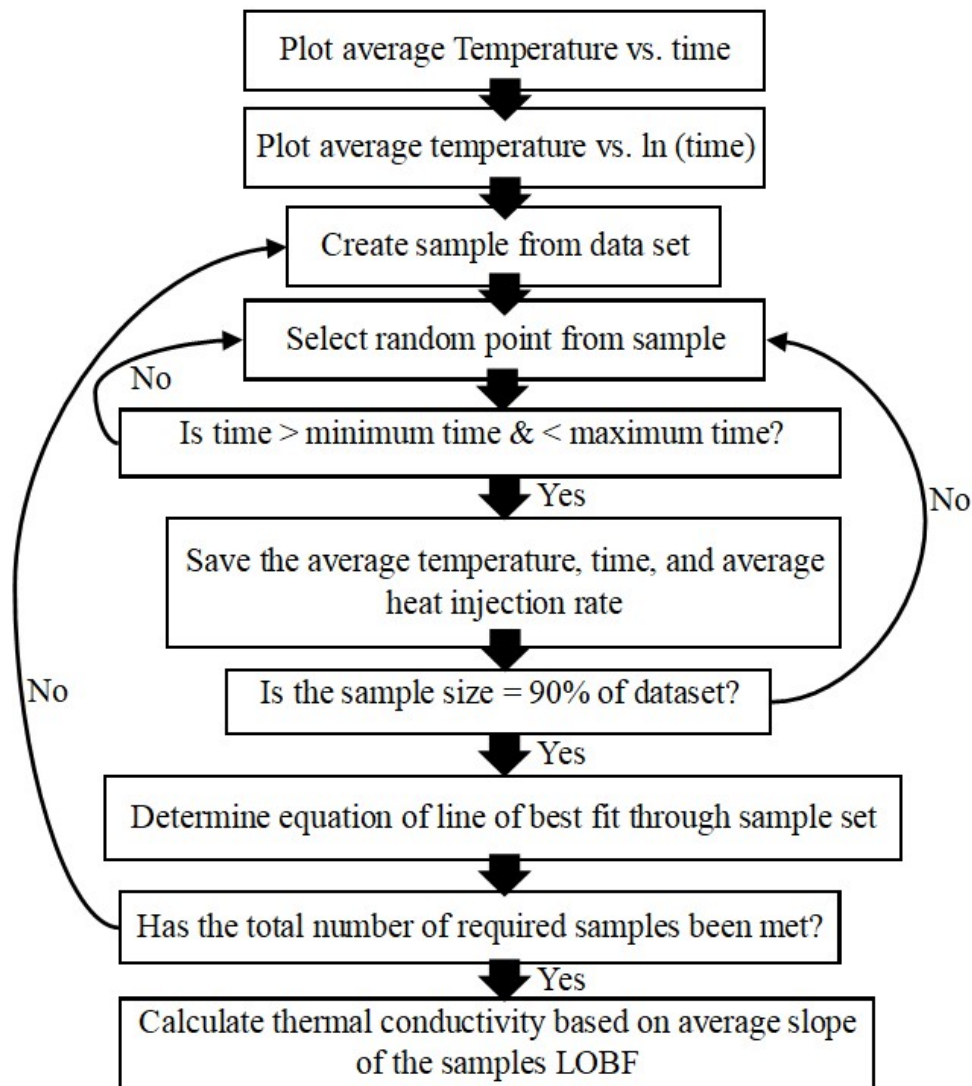 Plot average Temperature vs. time
Plot average temperature vs. ln (time)
Create sample from data set
Select random point from sample
No
Is time > minimum time & < maximum time?
Yes
No
Save the average temperature, time, and average
heat injection rate
No
Is the sample size = 90% of dataset?
Yes
Determine equation of line of best fit through sample set
Has the total number of required samples been met?
Yes
Calculate thermal conductivity based on average slope
of the samples LOBF